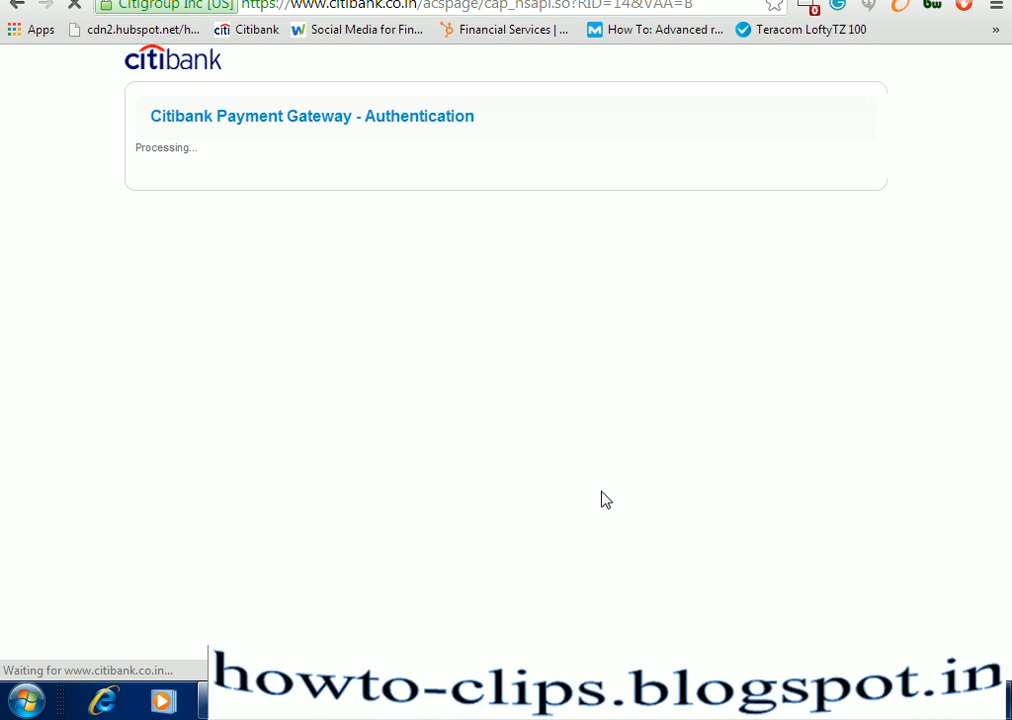 Citigroup Inc [US] https://www.citibank.co.in/acspage/cap_nsapi.so?RID=14&VAA=B
0
Apps cdn2.hubspot.net/h... citi Citibank W Social Media for Fin... Financial Services | ... M How To: Advanced r... Teracom LoftyTZ 100 »
citibank
Citibank Payment Gateway - Authentication
Processing...
Waiting for www.citibank.co.in...
howto-clips.blogspot.in